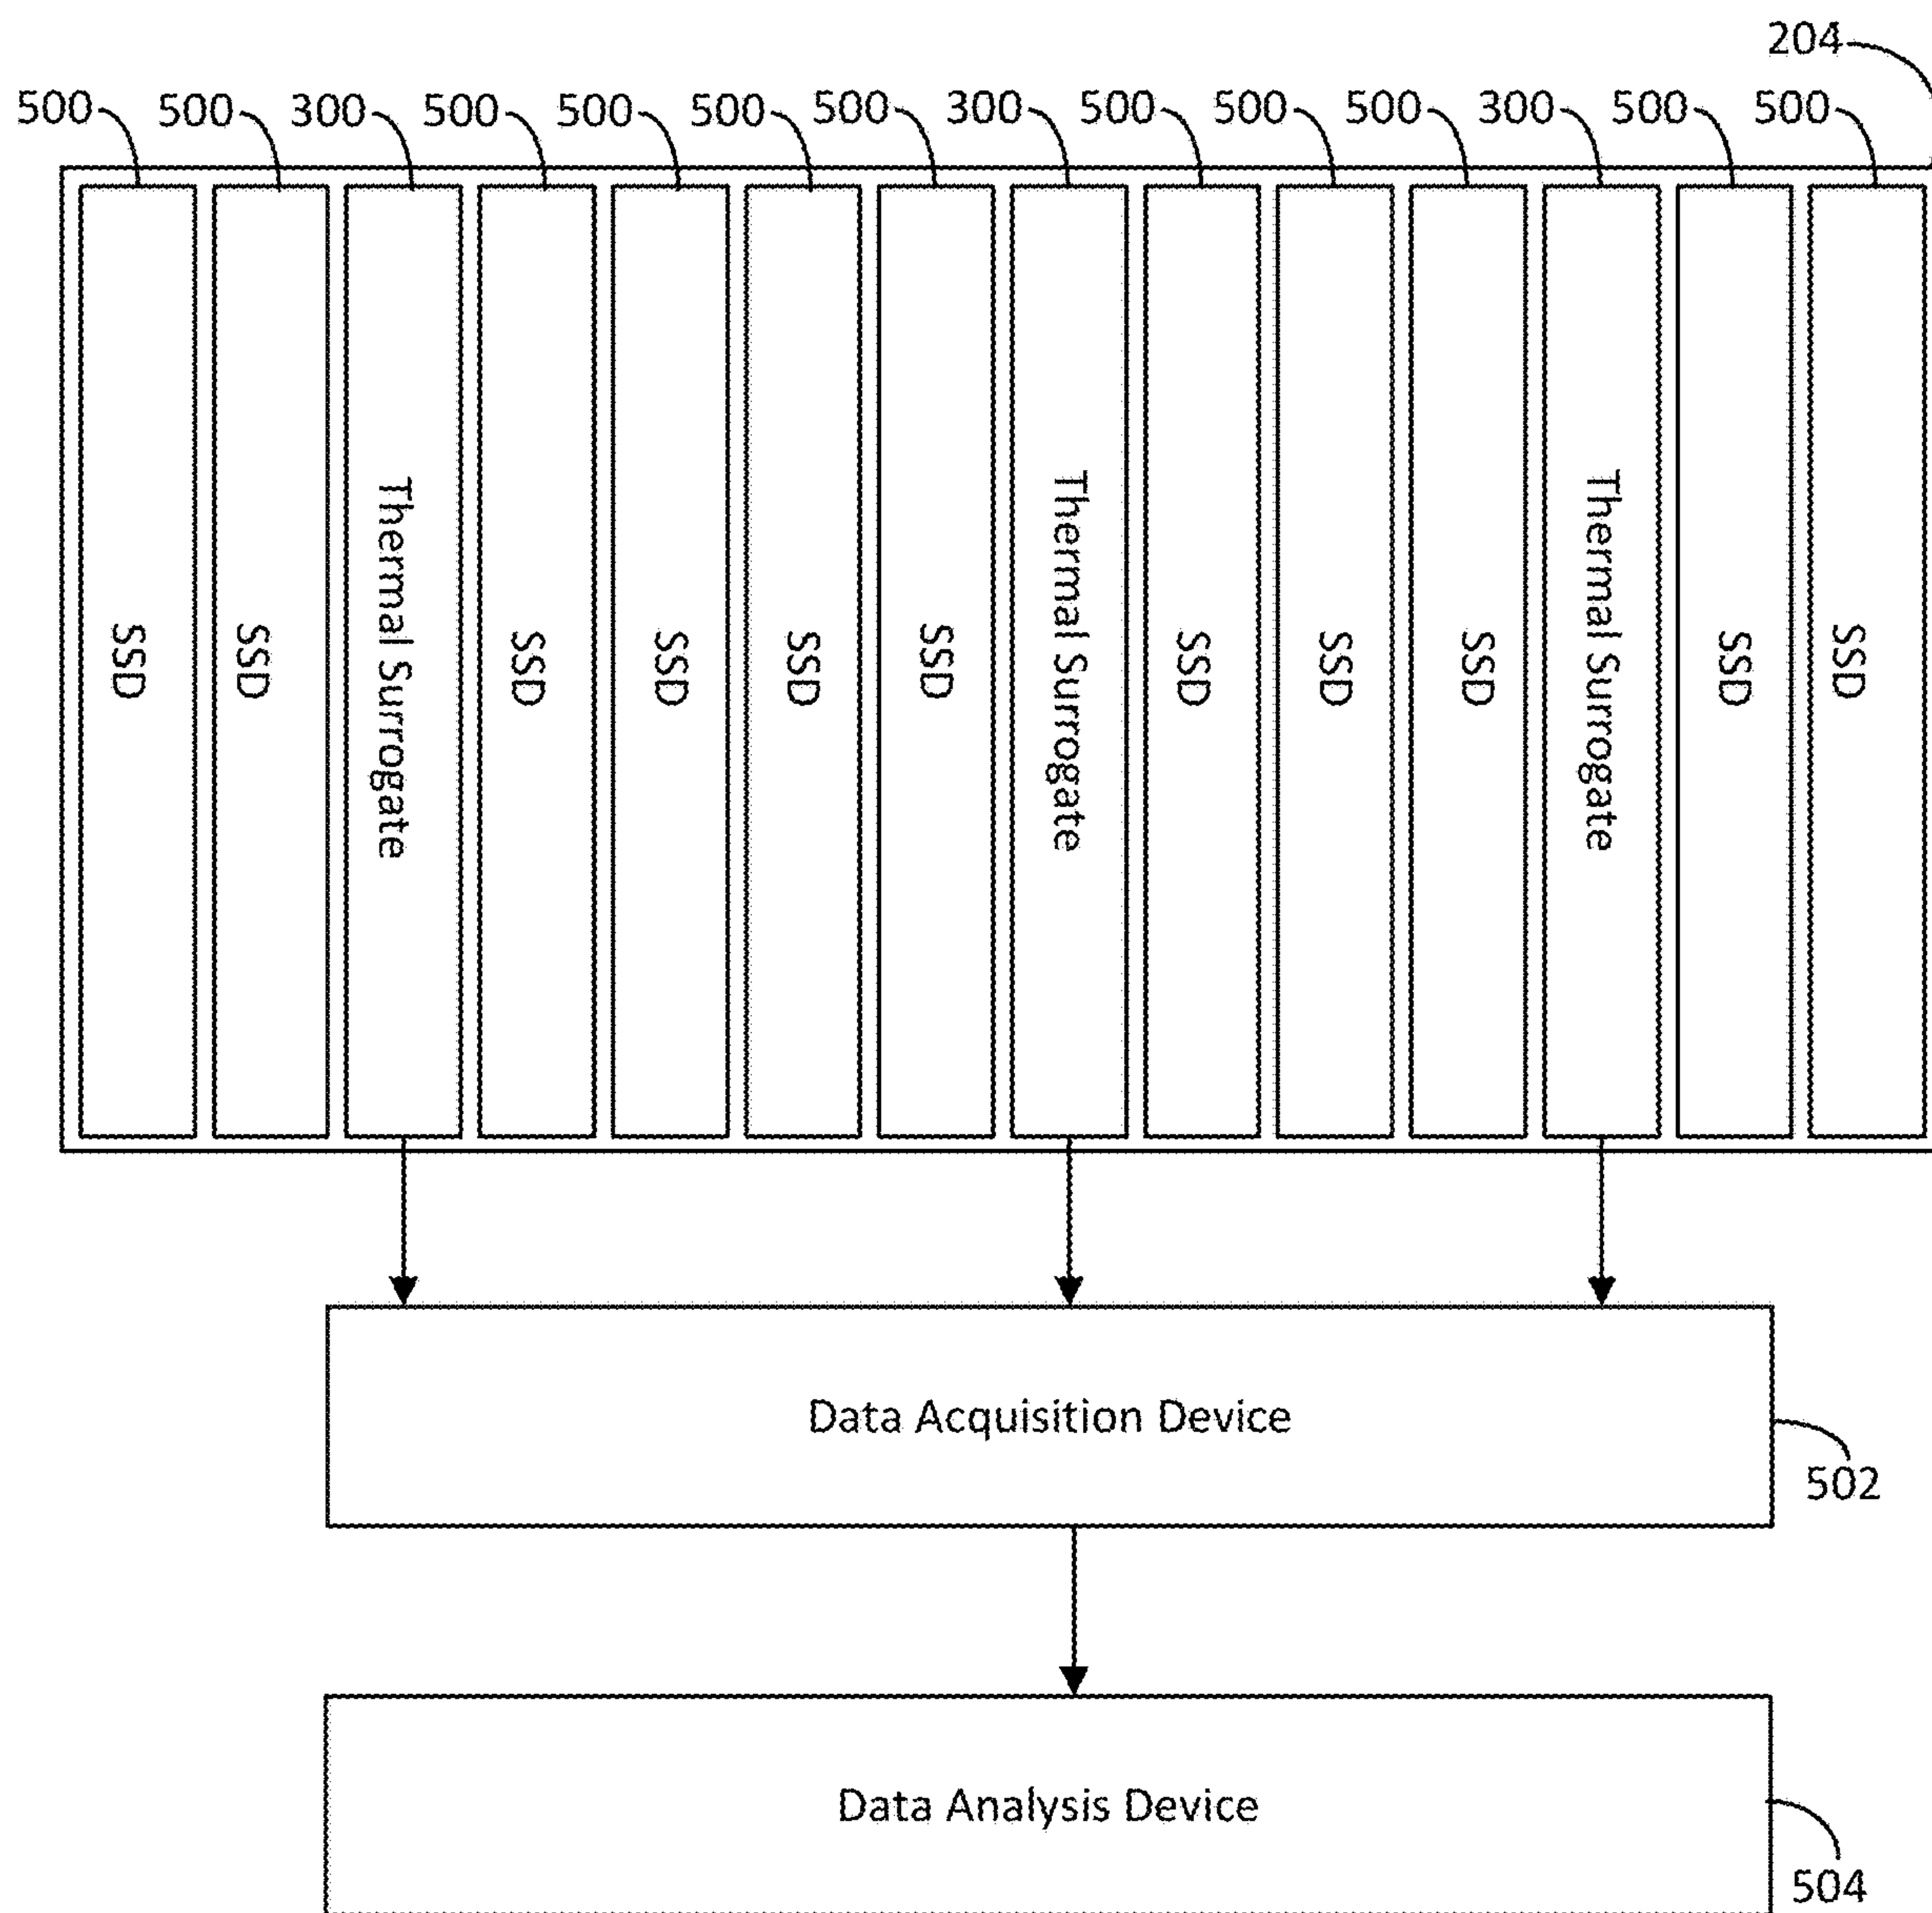 204
500 500 300 500 500 500 500 300 500 500 500 300 500 500
SSD SSD Thermal Surrogate SSD SSD SSD SSD Thermal Surrogate SSD SSD SSD Thermal Surrogate SSD SSD
Data Acquisition Device
502
Data Analysis Device
504